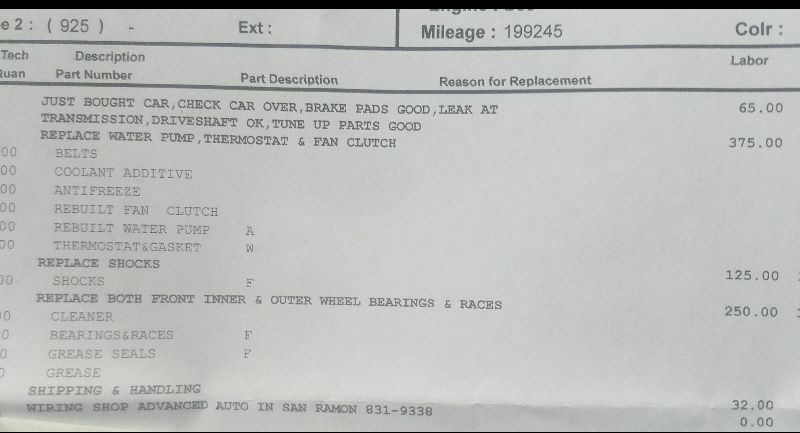 e 2 : ( 925 ) - Ext :
Mileage : 199245 Colr :
Tech Description Labor
Quan Part Number Part Description Reason for Replacement
JUST BOUGHT CAR,CHECK CAR OVER,BRAKE PADS GOOD,LEAK AT 65.00
TRANSMISSION,DRIVESHAFT OK,TUNE UP PARTS GOOD
REPLACE WATER PUMP,THERMOSTAT & FAN CLUTCH 375.00
00 BELTS
00 COOLANT ADDITIVE
00 ANTIFREEZE
00 REBUILT FAN CLUTCH
00 REBUILT WATER PUMP A
00 THERMOSTAT&GASKET W
REPLACE SHOCKS 125.00
00 SHOCKS F
REPLACE BOTH FRONT INNER & OUTER WHEEL BEARINGS & RACES 250.00
00 CLEANER
0 BEARINGS&RACES F
0 GREASE SEALS F
0 GREASE
SHIPPING & HANDLING
WIRING SHOP ADVANCED AUTO IN SAN RAMON 831-9338 32.00
0.00